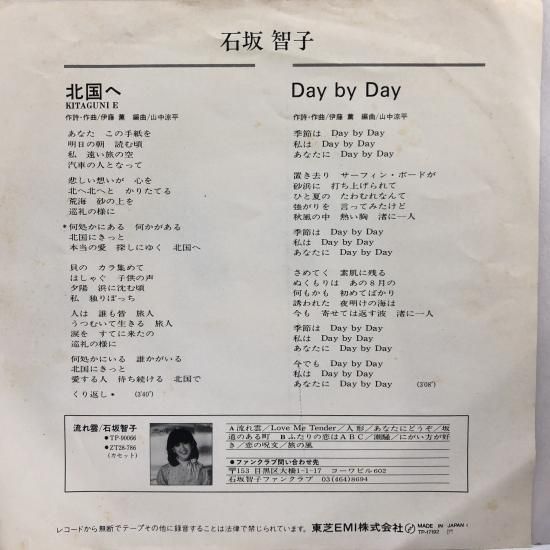 石坂 智子
北国へ
KITAGUNI E
作詩・作曲/伊藤 薫 編曲/山中涼平
あなた この手紙を
明日の朝 読む頃
私 遠い旅の空
汽車の人となって
悲しい想いが 心を
北へ北へと かりたてる
荒海 砂の上を
巡礼の様に
*何処かにある 何かがある
北国にきっと
本当の愛 探しにゆく 北国へ
貝の カラ集めて
はしゃぐ 子供の声
夕陽 浜に沈む頃
私 独りぼっち
人は 誰も皆 旅人
うつむいて生きる 旅人
涙を すてに来たの
巡礼の様に
何処かにいる 誰かがいる
北国にきっと
愛する人 待ち続ける 北国で
くり返し* (3'40")
Day by Day
作詩・作曲/伊藤 薫 編曲/山中涼平
季節は Day by Day
私は Day by Day
あなたに Day by Day
置き去り サーフィン・ボードが
砂浜に 打ち上げられて
ひと夏の たわむれなんて
強がりを 言ってみたけど
秋風の中 熱い胸 渚に一人
季節は Day by Day
私は Day by Day
あなたに Day by Day
さめてく 素肌に残る
ぬくもりは あの8月の
何もかも 初めてばかり
誘われた 夜明けの海は
今も 寄せては返す波 渚に一人
季節は Day by Day
私は Day by Day
あなたに Day by Day
今でも Day by Day
私は Day by Day
あなたに Day by Day (3'08")
流れ雲/石坂智子
●TP-90066
●ZT28-786
(カセット)
A流れ雲/Love Me Tender/人形/あなたにどうぞ/坂
道のある町 Bふたりの恋はABC/潮騒/にがい方が好
き/恋の呪文/旅の風
●ファンクラブ問い合わせ先
〒153 目黒区大橋1-1-17 コーワビル602
石坂智子ファンクラブ 03(464)8694
レコードから無断でテープその他に録音することは法律で禁じられています。
東芝EMI株式会社
MADE IN JAPAN
TP-17192